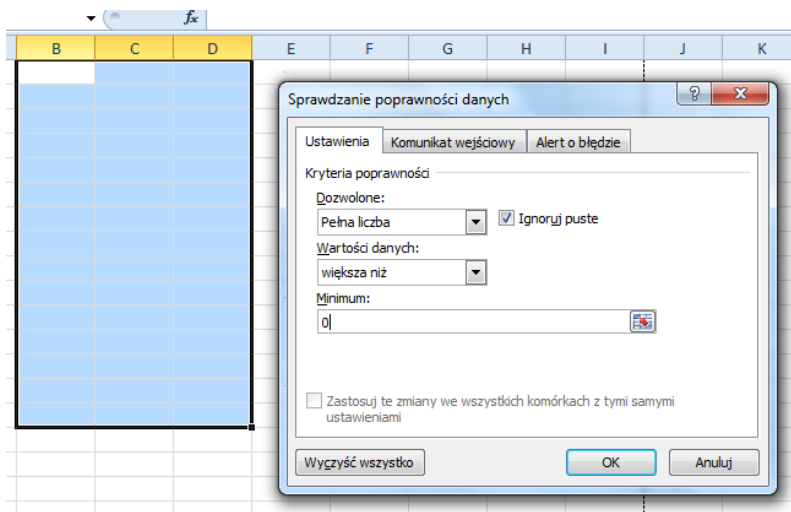 fx
B C D E F G H I J K
Sprawdzanie poprawności danych
Ustawienia Komunikat wejściowy Alert o błędzie
Kryteria poprawności
Dozwolone:
Pełna liczba Ignoruj puste
Wartości danych:
większa niż
Minimum:
0
Zastosuj te zmiany we wszystkich komórkach z tymi samymi
ustawieniami
Wyczyść wszystko OK Anuluj